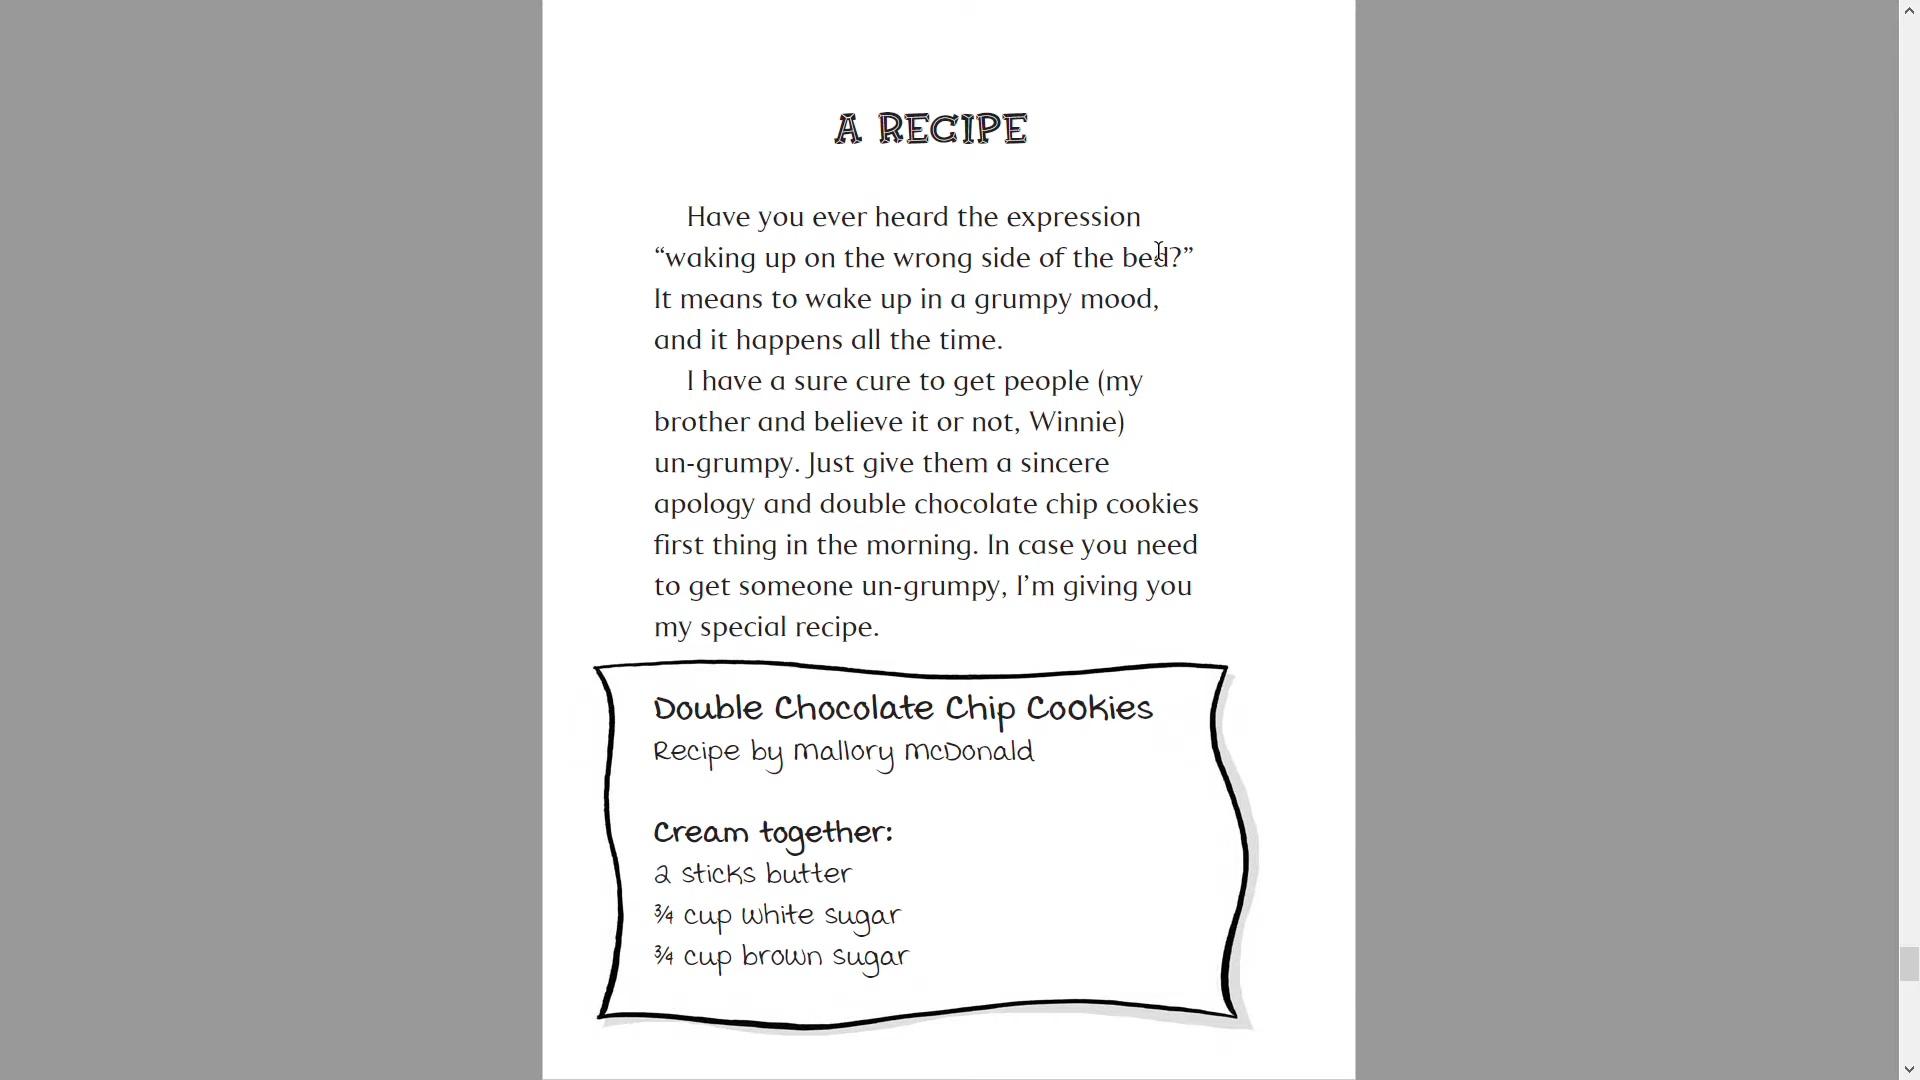 A RECIPE
Have you ever heard the expression
“waking up on the wrong side of the bed?”
It means to wake up in a grumpy mood,
and it happens all the time.
I have a sure cure to get people (my
brother and believe it or not, Winnie)
un-grumpy. Just give them a sincere
apology and double chocolate chip cookies
first thing in the morning. In case you need
to get someone un-grumpy, I’m giving you
my special recipe.
Double Chocolate Chip Cookies
Recipe by Mallory McDonald
Cream together:
2 sticks butter
¾ cup white sugar
¾ cup brown sugar